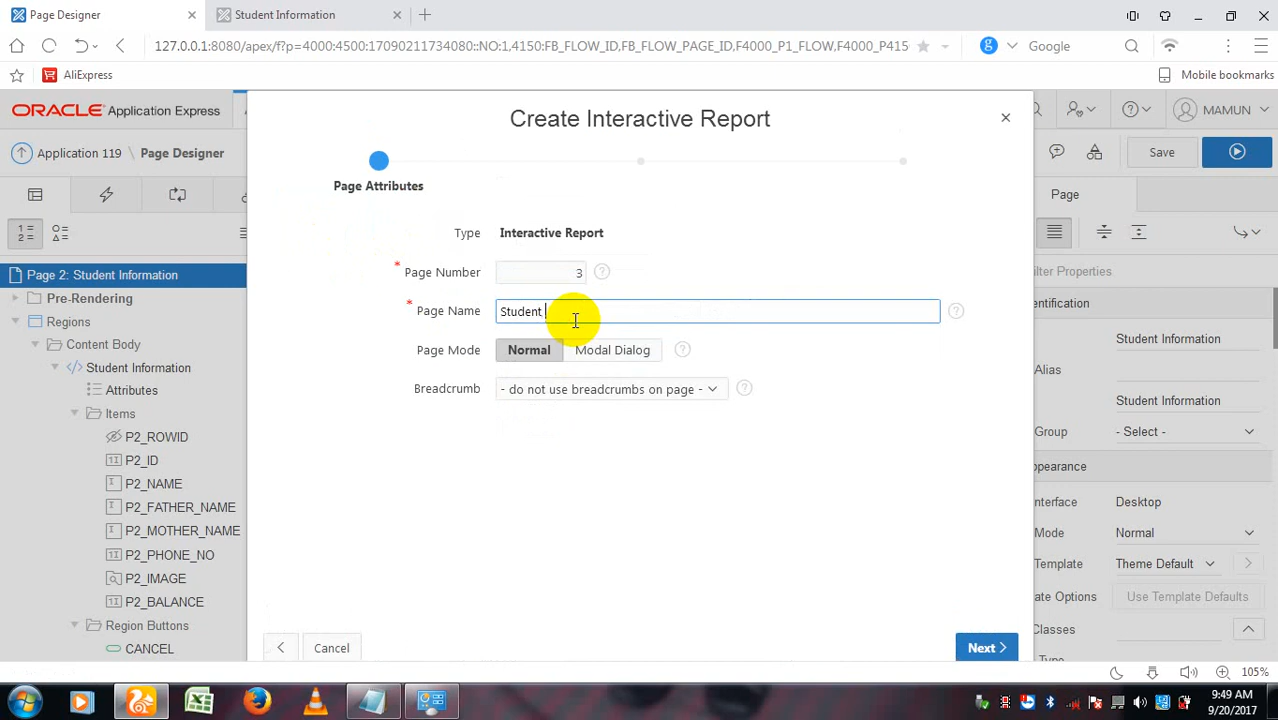 Page Designer
Student Information
127.0.0.1:8080/apex/f?p=4000:4500:17090211734080::NO:1,4150:FB_FLOW_ID,FB_FLOW_PAGE_ID,F4000_P1_FLOW,F4000_P415
Google
AliExpress
Mobile bookmarks
ORACLE Application Express
MAMUN
Application 119
Page Designer
Save
Create Interactive Report
Page Attributes
Type
Interactive Report
* Page Number
3
* Page Name
Student
Page Mode
Normal
Modal Dialog
Breadcrumb
- do not use breadcrumbs on page -
Cancel
Next
Page 2: Student Information
Pre-Rendering
Regions
Content Body
Student Information
Attributes
Items
P2_ROWID
P2_ID
P2_NAME
P2_FATHER_NAME
P2_MOTHER_NAME
P2_PHONE_NO
P2_IMAGE
P2_BALANCE
Region Buttons
CANCEL
Page
ilter Properties
entification
Student Information
Alias
Student Information
Group
- Select -
ppearance
nterface
Desktop
Mode
Normal
Template
Theme Default
ate Options
Use Template Defaults
Classes
105%
9:49 AM
9/20/2017